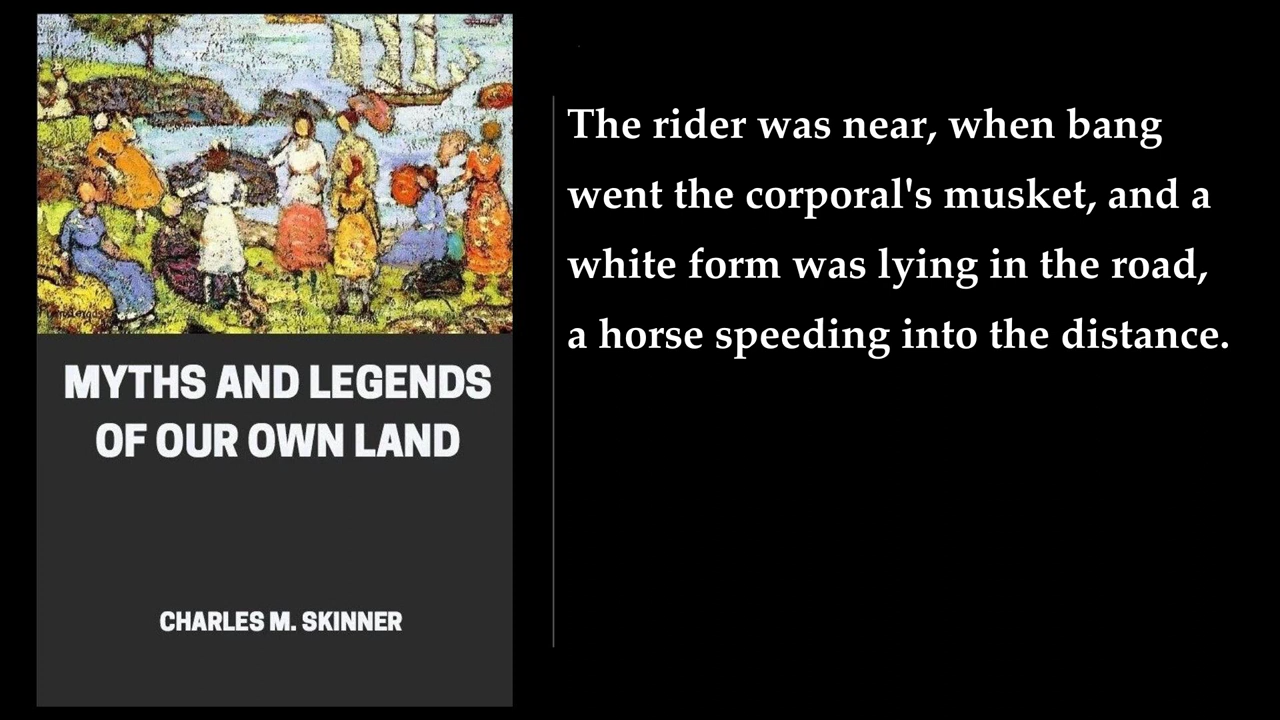 MYTHS AND LEGENDS
OF OUR OWN LAND
CHARLES M. SKINNER
The rider was near, when bang
went the corporal's musket, and a
white form was lying in the road,
a horse speeding into the distance.